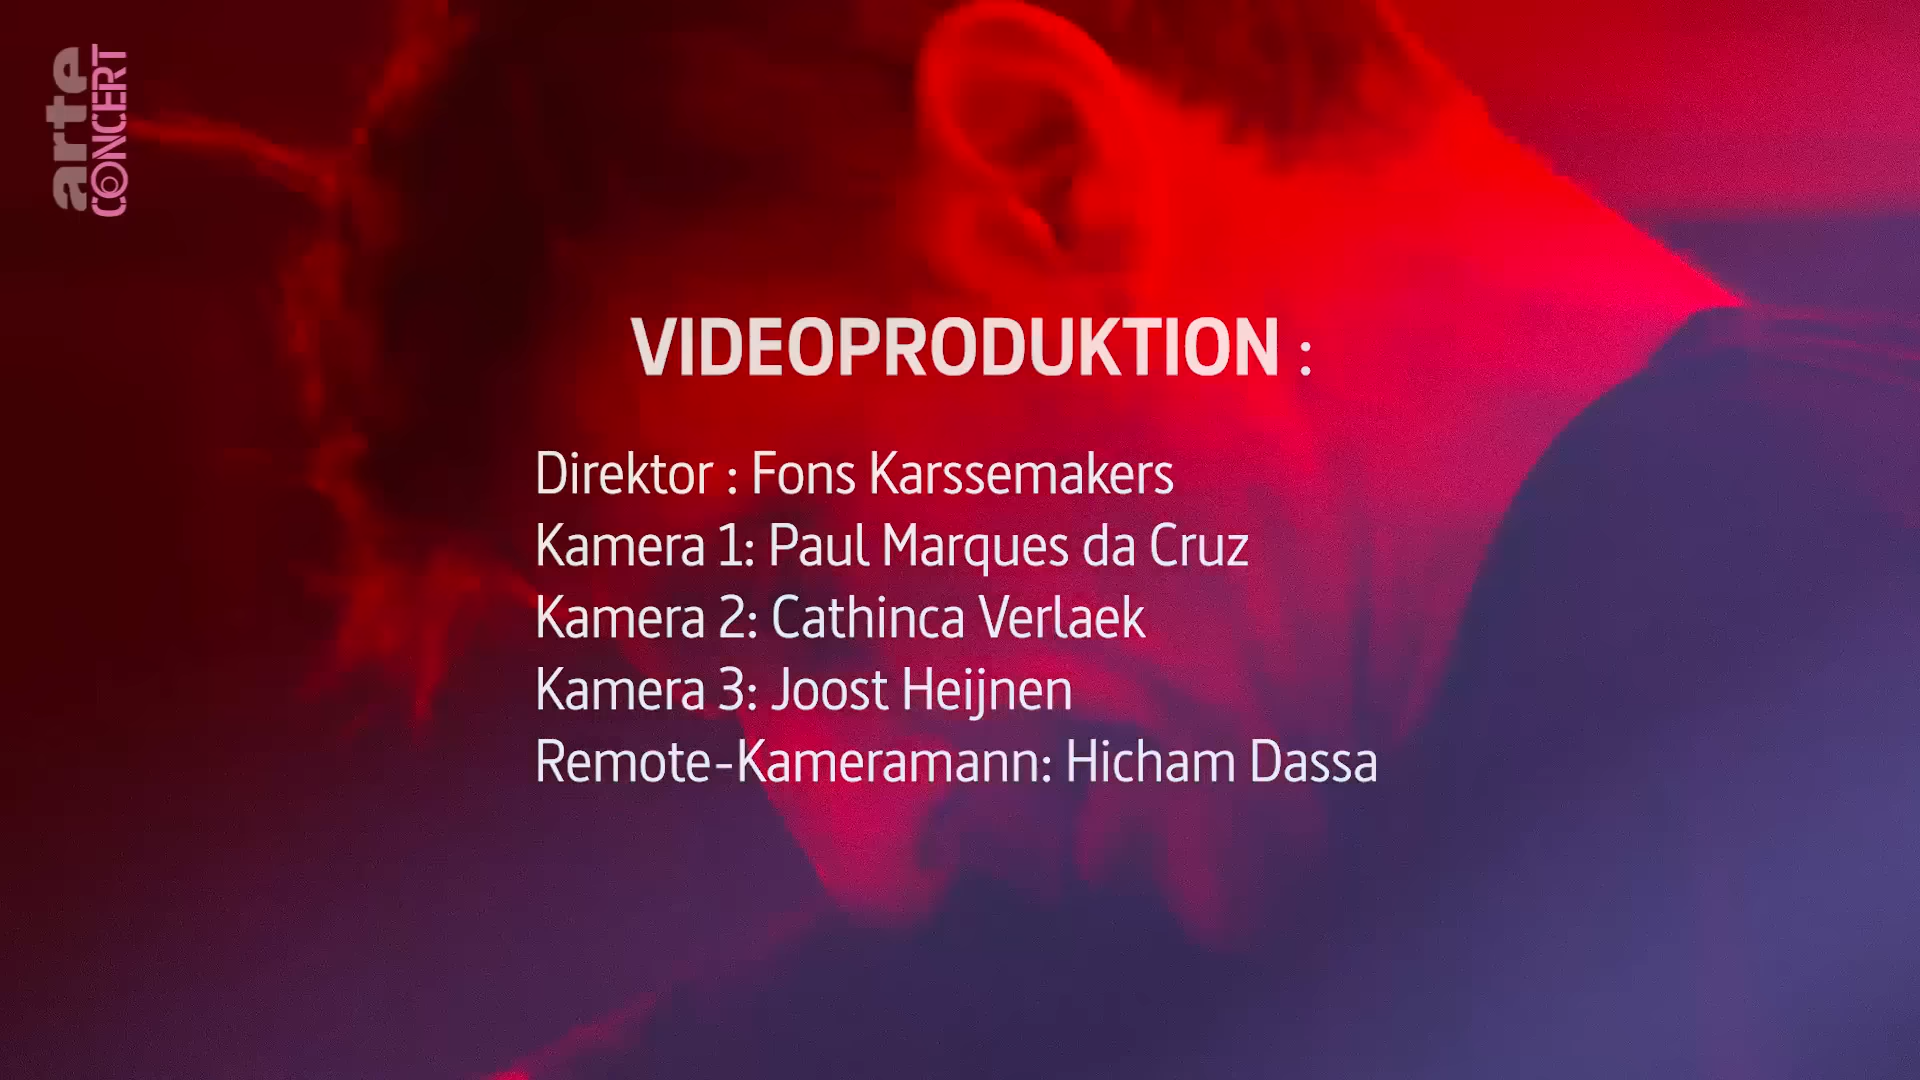 arte
CONCERT
VIDEOPRODUKTION :
Direktor : Fons Karssemakers
Kamera 1: Paul Marques da Cruz
Kamera 2: Cathinca Verlaek
Kamera 3: Joost Heijnen
Remote-Kameramann: Hicham Dassa